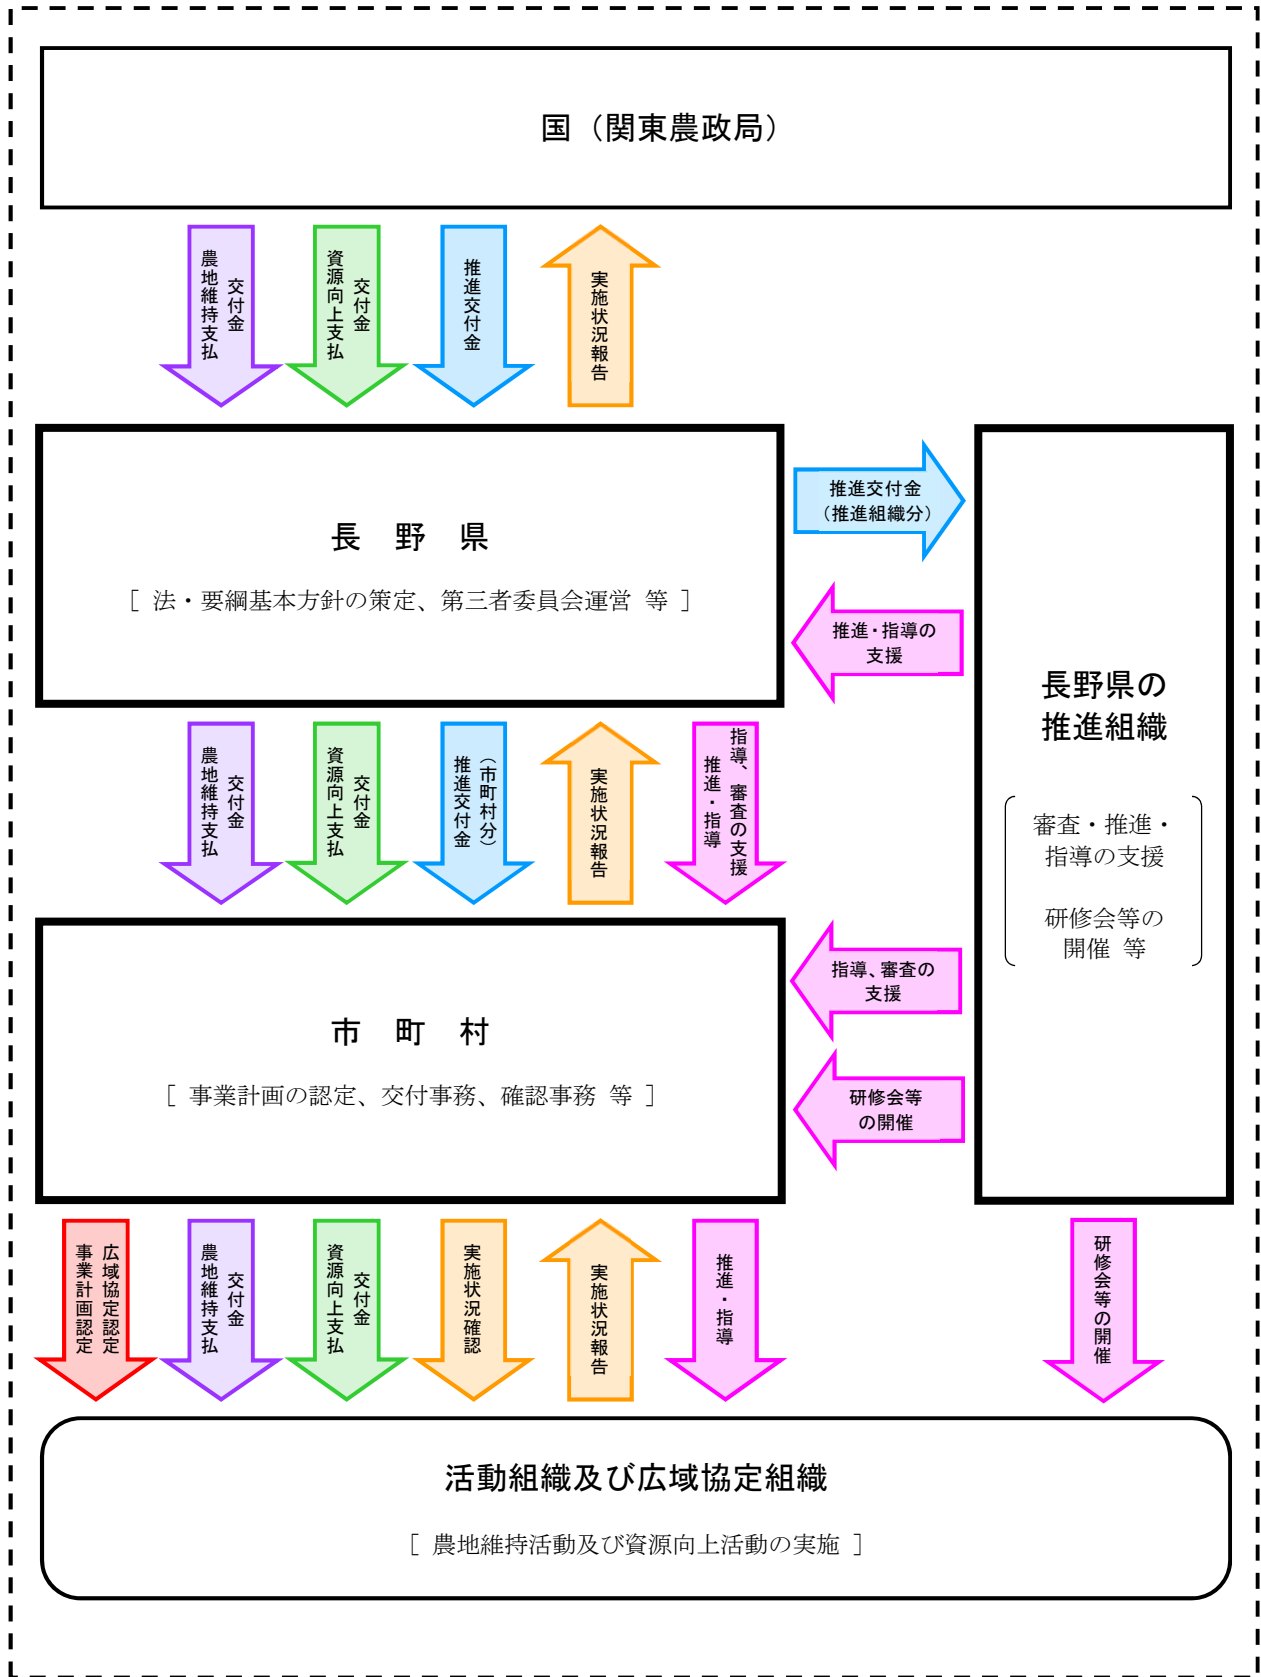 国（関東農政局）
農地維持支払
交付金
資源向上支払
交付金
推進交付金
実施状況報告
長　野　県
［ 法・要綱基本方針の策定、第三者委員会運営 等 ］
推進交付金
（推進組織分）
推進・指導の
支援
長野県の
推進組織
審査・推進・
指導の支援
研修会等の
開催 等
農地維持支払
交付金
資源向上支払
交付金
推進交付金
（市町村分）
実施状況報告
推進・指導
指導、審査の支援
市　町　村
［ 事業計画の認定、交付事務、確認事務 等 ］
指導、審査の
支援
研修会等
の開催
事業計画認定
広域協定認定
農地維持支払
交付金
資源向上支払
交付金
実施状況確認
実施状況報告
推進・指導
研修会等の開催
活動組織及び広域協定組織
［ 農地維持活動及び資源向上活動の実施 ］